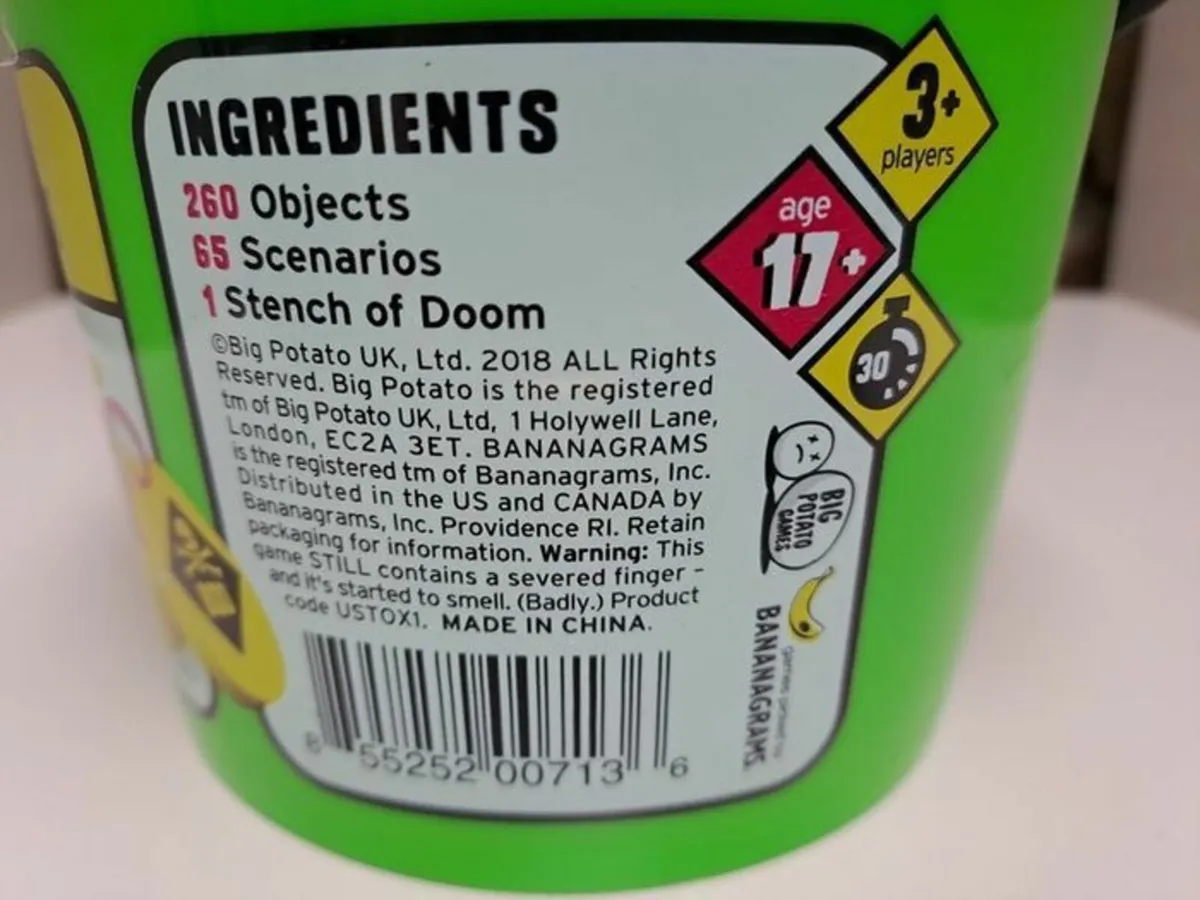 INGREDIENTS
260 Objects
65 Scenarios
1 Stench of Doom
©Big Potato UK, Ltd. 2018 ALL Rights
Reserved. Big Potato is the registered
tm of Big Potato UK, Ltd, 1 Holywell Lane,
London, EC2A 3ET. BANANAGRAMS
is the registered tm of Bananagrams, Inc.
Distributed in the US and CANADA by
Bananagrams, Inc. Providence RI. Retain
packaging for information. Warning: This
game STILL contains a severed finger -
and it's started to smell. (Badly.) Product
code USTOX1. MADE IN CHINA.
8 55252 00713 6
3+
players
age
17+
30
BIG
POTATO
GAMES
BANANAGRAMS.